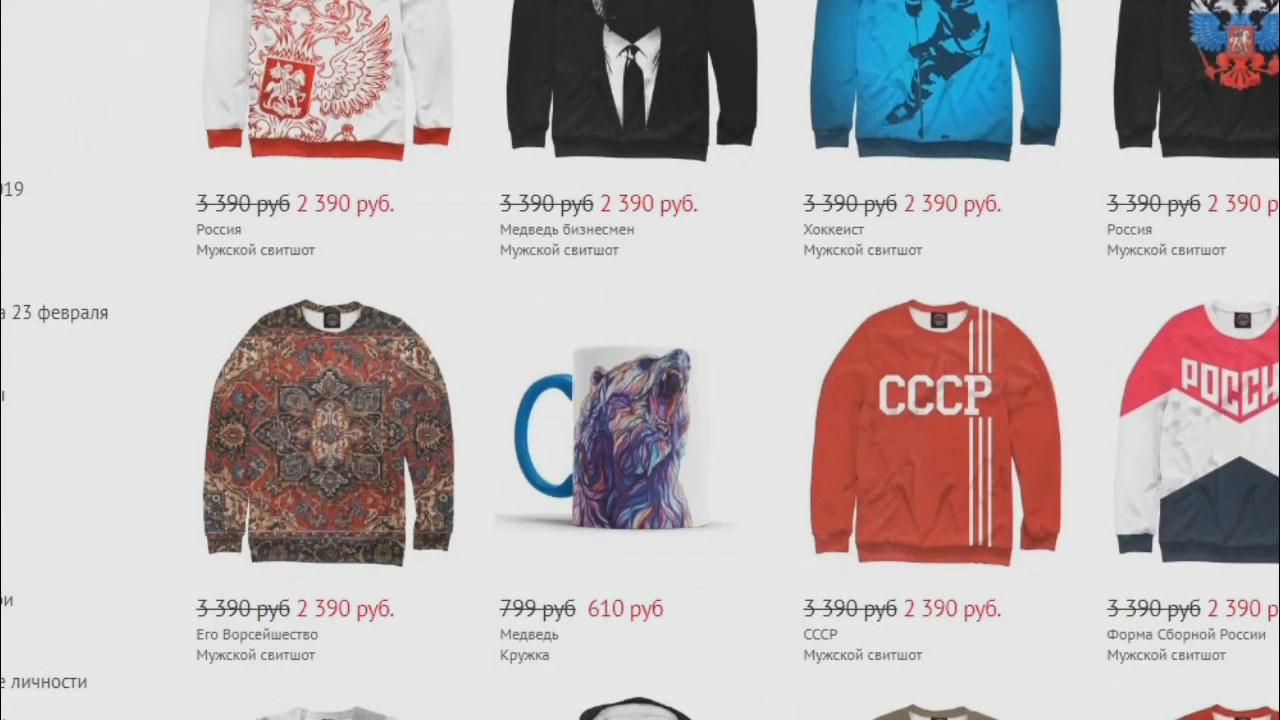 019
3 390 руб 2 390 руб.
Россия
Мужской свитшот
3 390 руб 2 390 руб.
Медведь бизнесмен
Мужской свитшот
3 390 руб 2 390 руб.
Хоккеист
Мужской свитшот
3 390 руб 2 390 р
Россия
Мужской свитшот
а 23 февраля
СССР
РОССИ
ри
3 390 руб 2 390 руб.
Его Ворсейшество
Мужской свитшот
799 руб 610 руб
Медведь
Кружка
3 390 руб 2 390 руб.
СССР
Мужской свитшот
3 390 руб 2 390 р
Форма Сборной России
Мужской свитшот
е личности